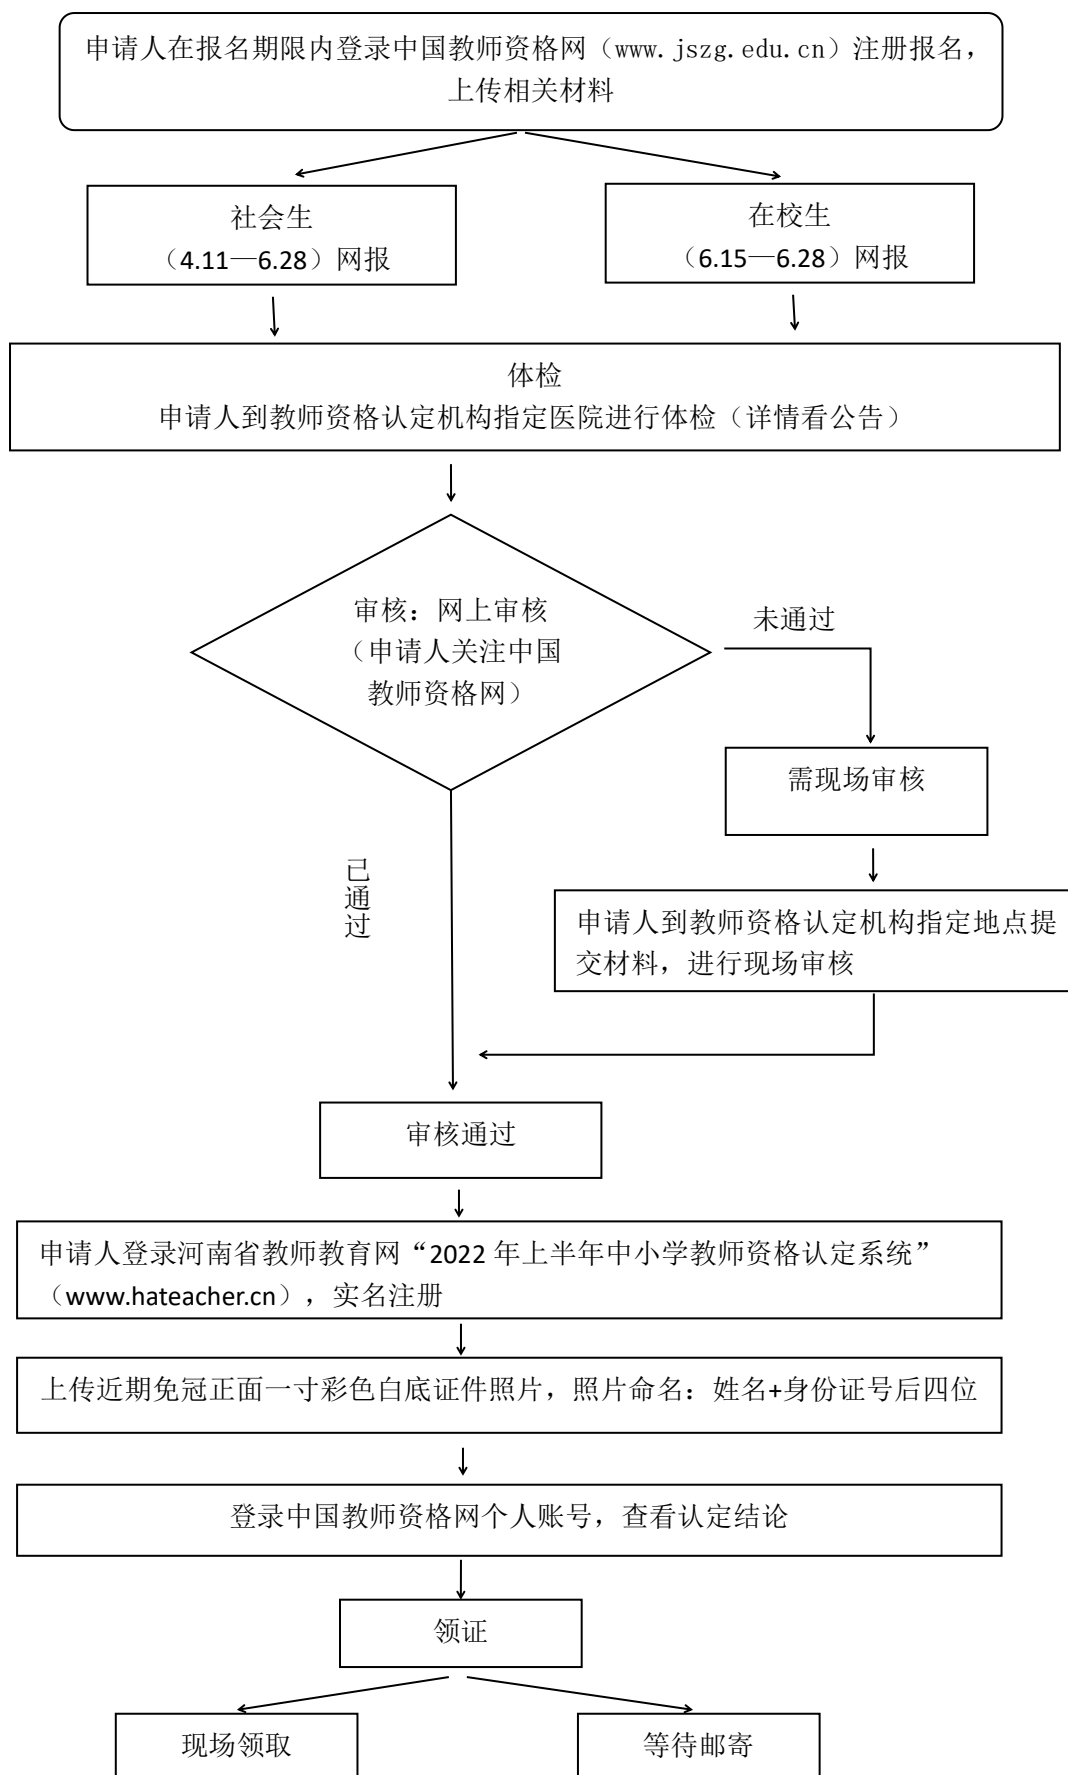 申请人在报名期限内登录中国教师资格网（www.jszg.edu.cn）注册报名，
上传相关材料
社会生
（4.11—6.28）网报
在校生
（6.15—6.28）网报
体检
申请人到教师资格认定机构指定医院进行体检（详情看公告）
审核：网上审核
（申请人关注中国
教师资格网）
未通过
需现场审核
已通过
申请人到教师资格认定机构指定地点提
交材料，进行现场审核
审核通过
申请人登录河南省教师教育网“2022 年上半年中小学教师资格认定系统”
（www.hateacher.cn），实名注册
上传近期免冠正面一寸彩色白底证件照片，照片命名：姓名+身份证号后四位
登录中国教师资格网个人账号，查看认定结论
领证
现场领取
等待邮寄